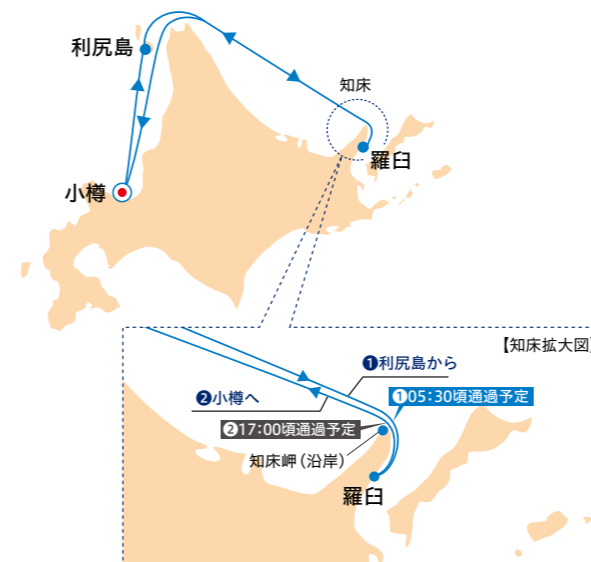 利尻島
知床
羅臼
小樽
【知床拡大図】
❶利尻島から
❷小樽へ
❶05:30頃通過予定
❷17:00頃通過予定
知床岬(沿岸)
羅臼